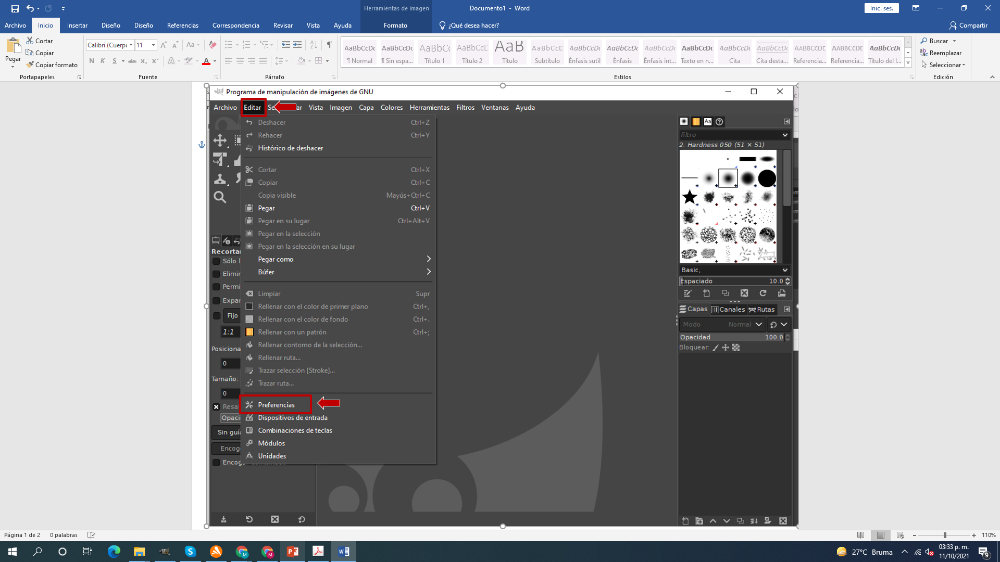 Herramientas de imagen
Documento1 - Word
Inic. ses.
Archivo Inicio Insertar Diseño Diseño Referencias Correspondencia Revisar Vista Ayuda Formato ¿Qué desea hacer? Compartir
Pegar
Cortar
Copiar
Copiar formato
Portapapeles
Calibri (Cuerpo 11
N K S abc x₂ x²
Fuente
Párrafo
AaBbCcDc AaBbCcDc AaBbCc AaBbCcC AaB AaBbCcD AaBbCcDc AaBbCcDc AaBbCcDc AaBbCcDc AaBbCcDc AaBbCcDc AaBbCcDc AaBbCcDc AaBbCcDc
¶ Normal ¶ Sin espa... Título 1 Título 2 Título Subtítulo Énfasis sutil Énfasis Énfasis int... Texto en n... Cita Cita desta... Referencia... Referencia... Título del l...
Estilos
Buscar
Reemplazar
Seleccionar
Edición
Programa de manipulación de imágenes de GNU
Archivo Editar Se ar Vista Imagen Capa Colores Herramientas Filtros Ventanas Ayuda
Deshacer Ctrl+Z
Rehacer Ctrl+Y
Histórico de deshacer
Cortar Ctrl+X
Copiar Ctrl+C
Copia visible Mayús+Ctrl+C
Pegar Ctrl+V
Pegar en su lugar Ctrl+Alt+V
Pegar en la selección
Pegar en la selección en su lugar
Pegar como
Búfer
Limpiar Supr
Rellenar con el color de primer plano Ctrl+,
Rellenar con el color de fondo Ctrl+.
Rellenar con un patrón Ctrl+;
Rellenar contorno de la selección...
Rellenar ruta...
Trazar selección [Stroke]...
Trazar ruta...
Preferencias
Dispositivos de entrada
Combinaciones de teclas
Módulos
Unidades
Recortar
Sólo l
Elimin
Permi
Expan
Fijo
1:1
Posiciona
0
Tamaño:
0
Resal
Opaci
Sin guía
Encog
Encoger combinado
filtro
2. Hardness 050 (51 × 51)
Basic,
Espaciado 10.0
Capas Canales Rutas
Modo Normal
Opacidad 100.0
Bloquear:
Página 1 de 2 0 palabras
110%
27°C Bruma
03:33 p. m.
11/10/2021
9